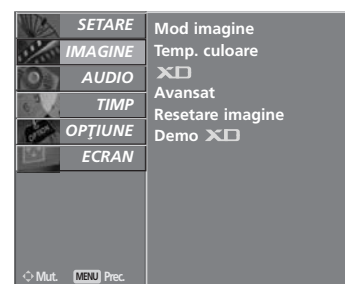 SETARE
IMAGINE
AUDIO
TIMP
OPŢIUNE
ECRAN
Mut. MENU Prec.
Mod imagine
Temp. culoare
XD
Avansat
Resetare imagine
Demo XD